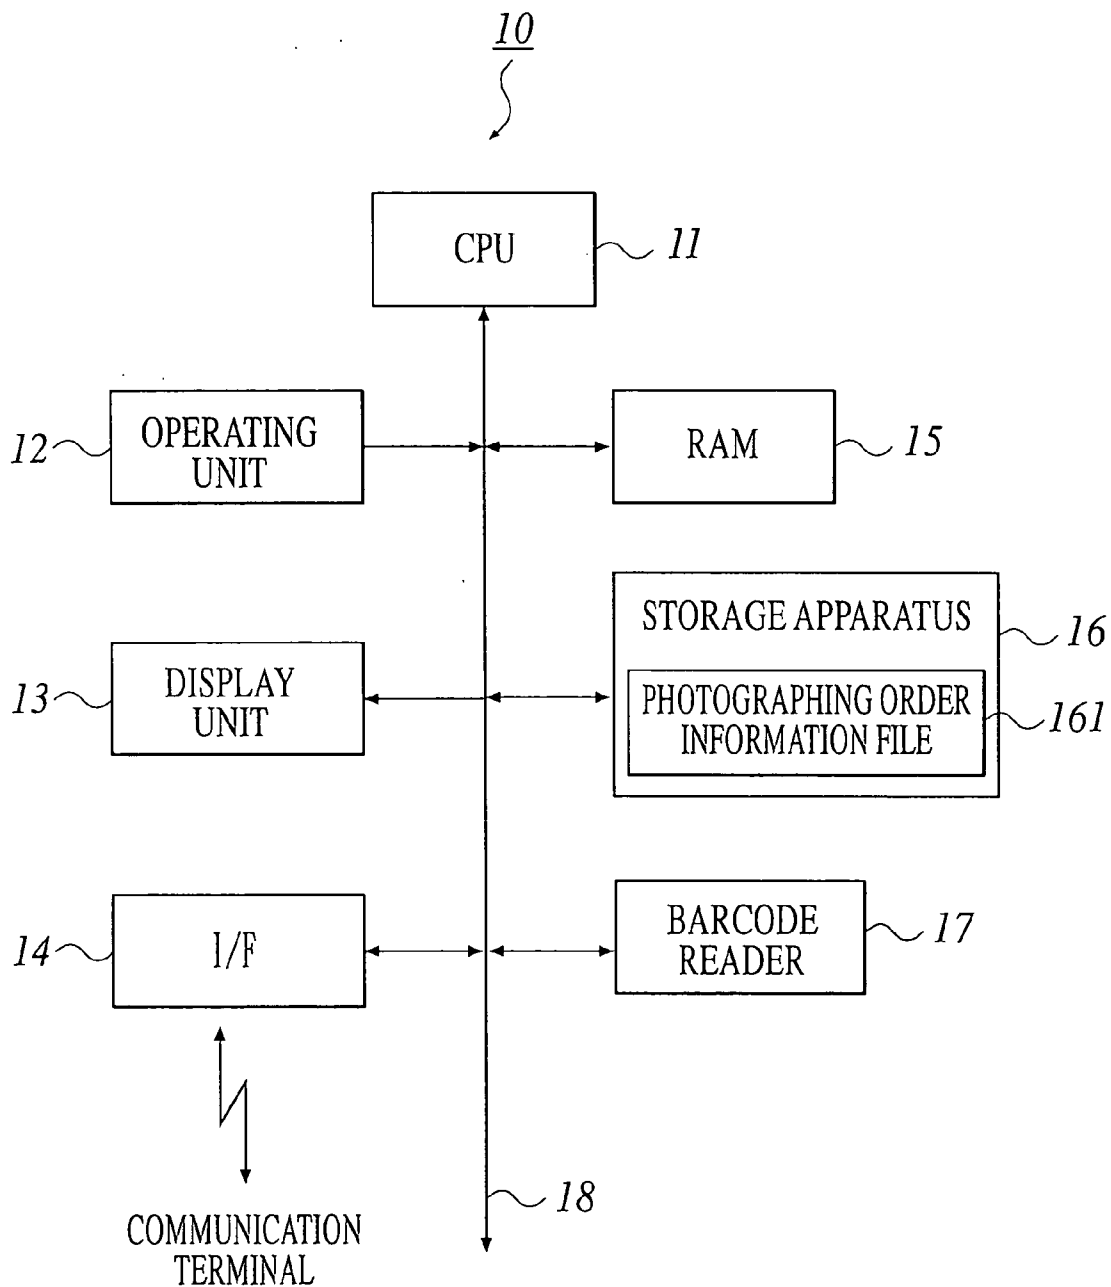 10
CPU
11
12
OPERATING
UNIT
RAM
15
STORAGE APPARATUS
16
13
DISPLAY
UNIT
PHOTOGRAPHING ORDER
INFORMATION FILE
161
14
I/F
BARCODE
READER
17
18
COMMUNICATION
TERMINAL